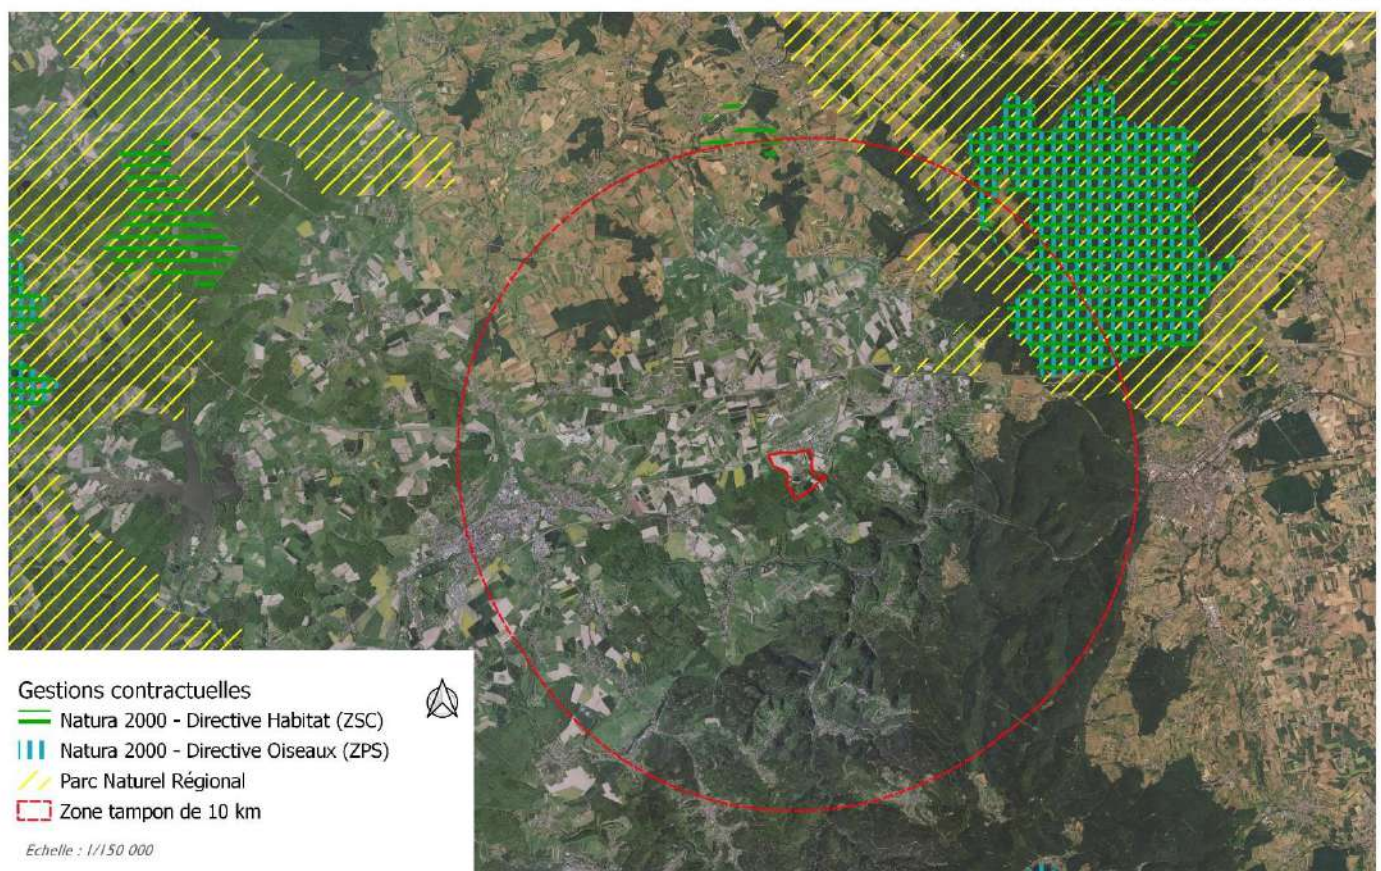 Gestions contractuelles
Natura 2000 - Directive Habitat (ZSC)
Natura 2000 - Directive Oiseaux (ZPS)
Parc Naturel Régional
Zone tampon de 10 km
Echelle : 1/150 000